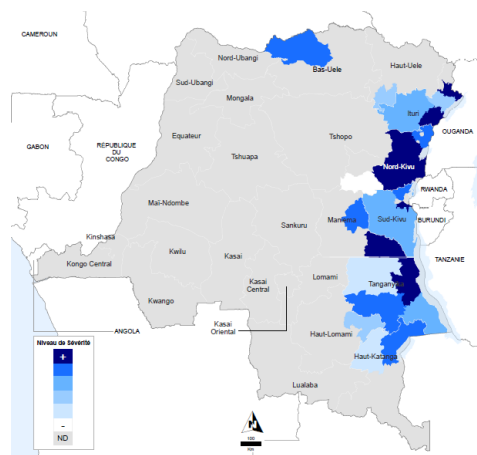 CAMEROUN
Nord-Ubangi
Bas-Uele
Haut-Uele
Sud-Ubangi
Mongala
Ituri
Equateur
Tshopo
OUGANDA
GABON
RÉPUBLIQUE
DU
CONGO
Tshuapa
Nord-Kivu
RWANDA
Maï-Ndombe
Maniema
Sud-Kivu
BURUNDI
Sankuru
Kinshasa
Kwilu
Kasai
TANZANIE
Kongo Central
Lomami
Kasai
Central
Tanganyika
Kwango
ANGOLA
Kasai
Oriental
Haut-Lomami
Niveau de Sévérité
+
-
ND
Haut-Katanga
Lualaba
N
100
km